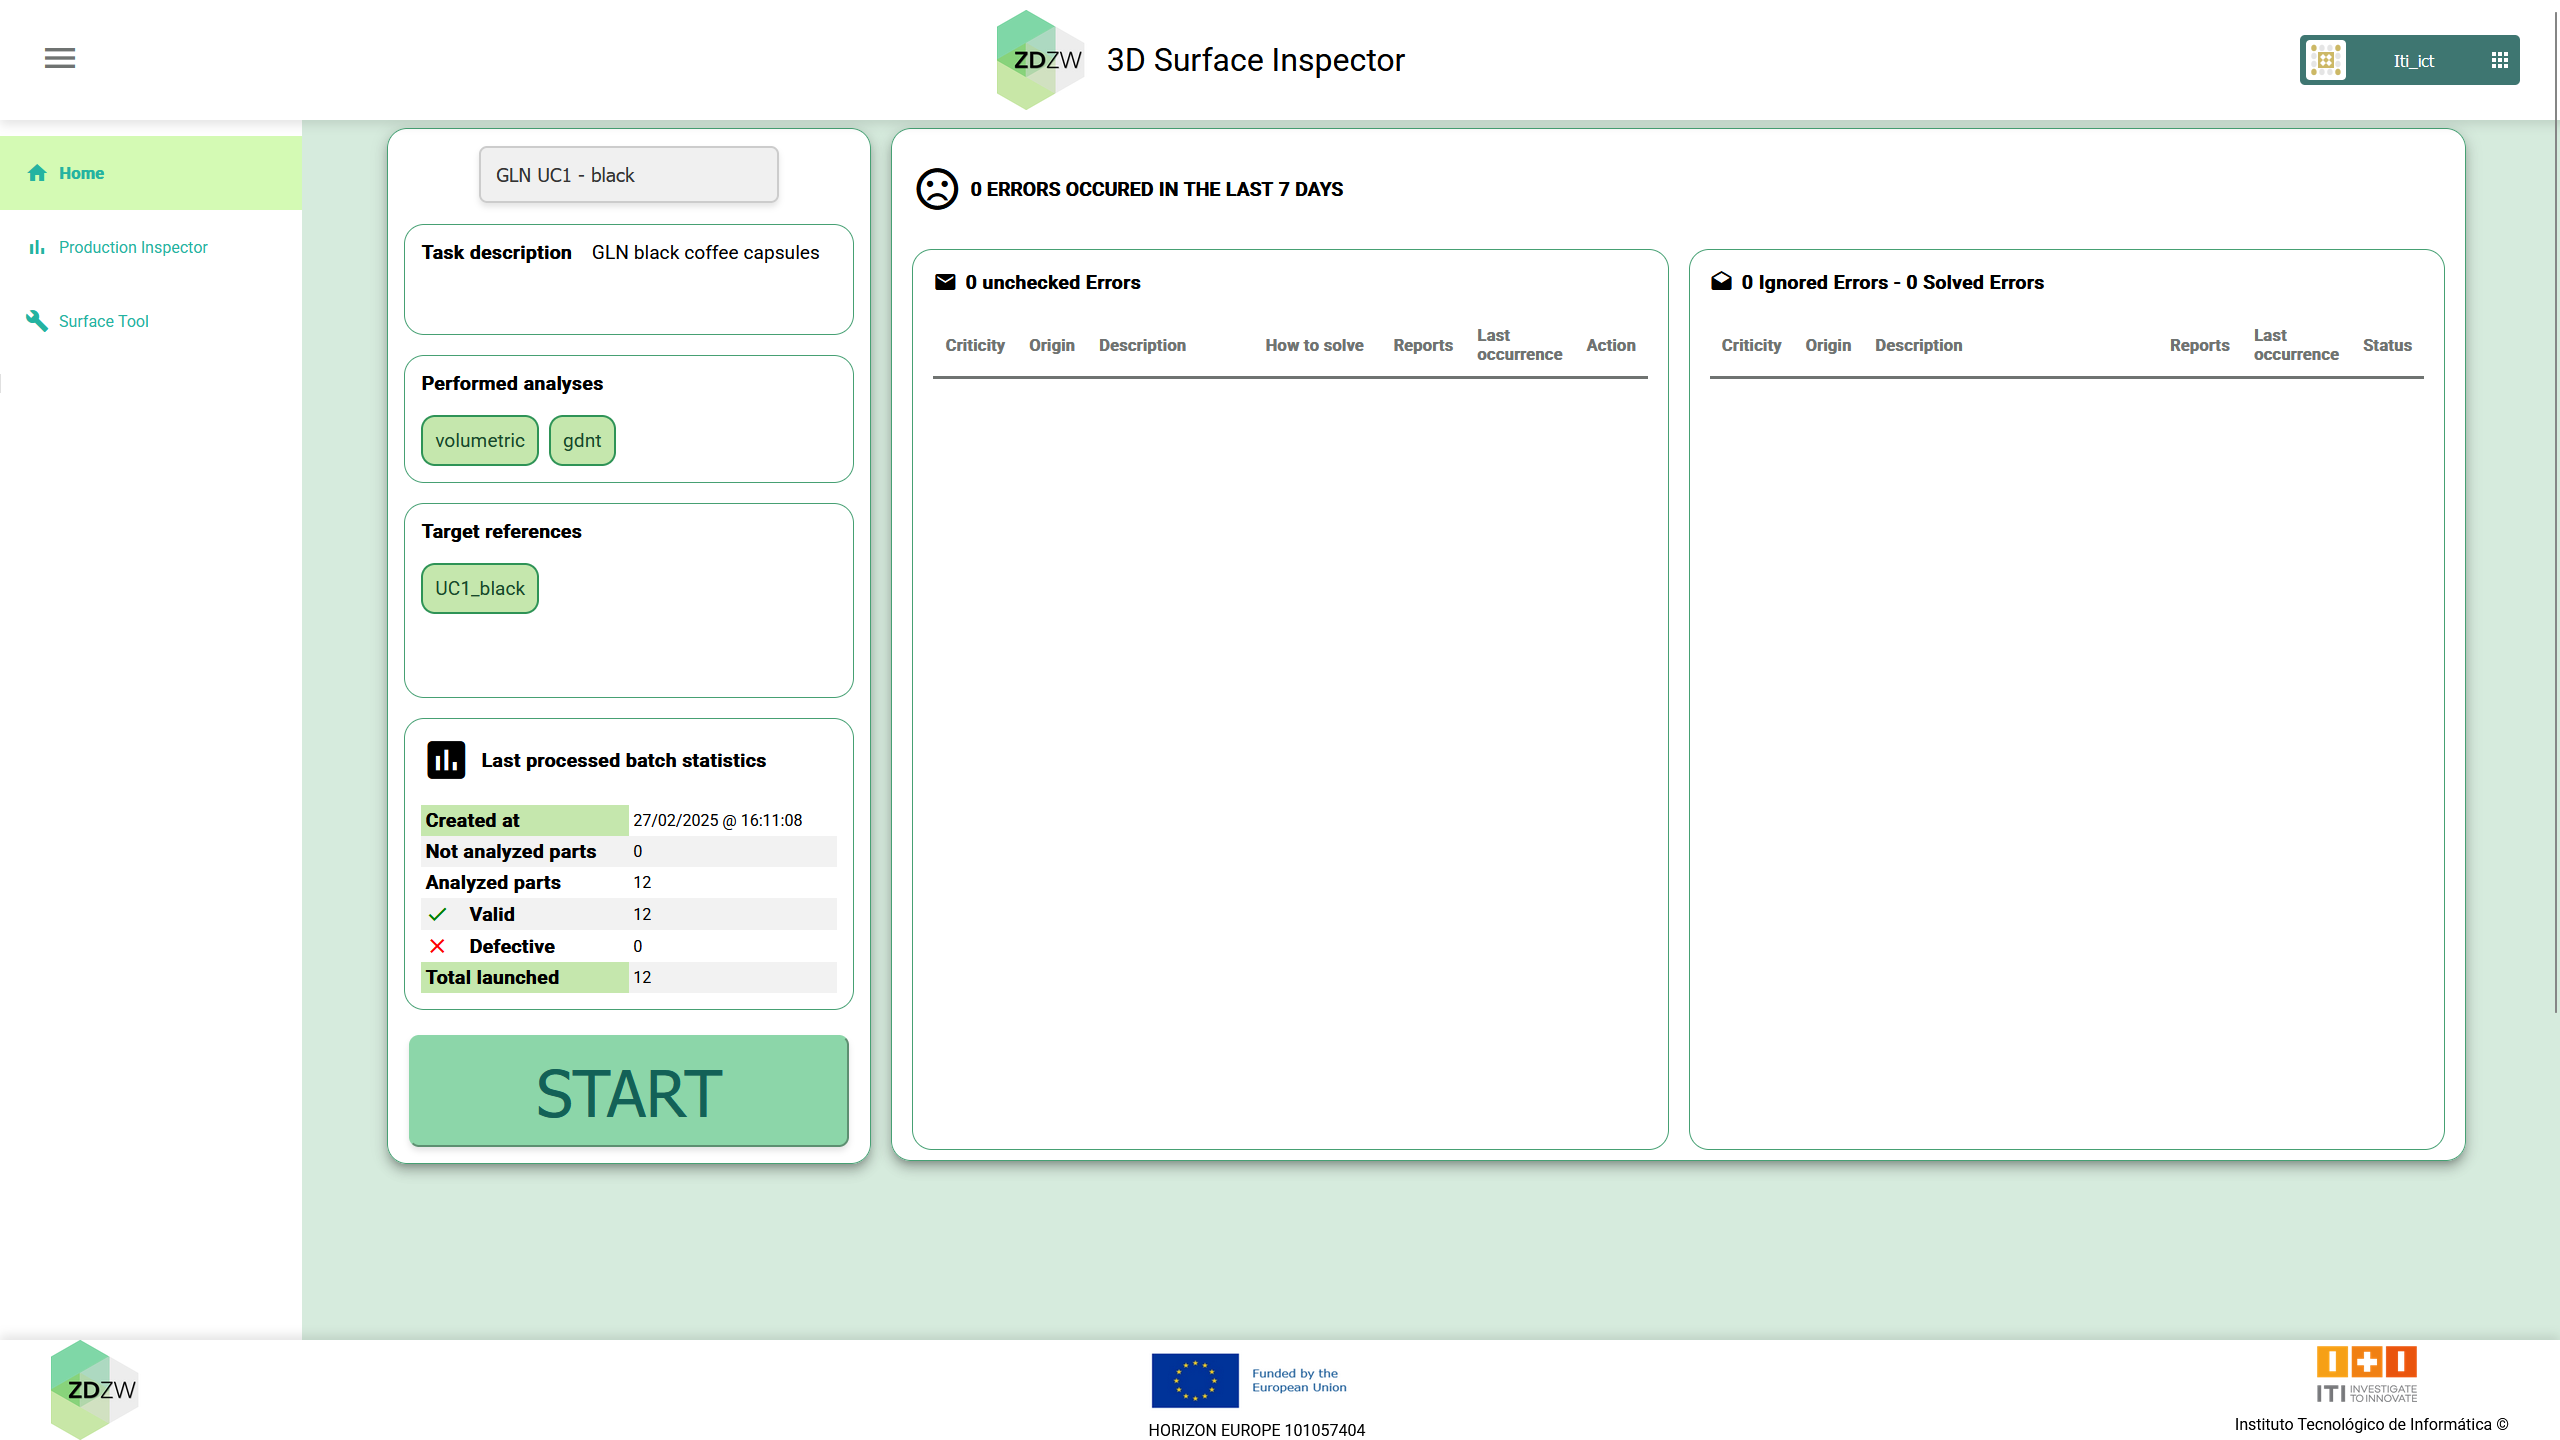 ZDZW
3D Surface Inspector
Iti_ict
Home
Production Inspector
Surface Tool
GLN UC1 - black
Task description GLN black coffee capsules
Performed analyses
volumetric gdnt
Target references
UC1_black
Last processed batch statistics
Created at 27/02/2025 @ 16:11:08
Not analyzed parts 0
Analyzed parts 12
Valid 12
Defective 0
Total launched 12
START
0 ERRORS OCCURED IN THE LAST 7 DAYS
0 unchecked Errors
Criticity Origin Description How to solve Reports Last occurrence Action
0 Ignored Errors - 0 Solved Errors
Criticity Origin Description Reports Last occurrence Status
ZDZW
Funded by the
European Union
HORIZON EUROPE 101057404
ITI INVESTIGATE
TO INNOVATE
Instituto Tecnológico de Informática ©